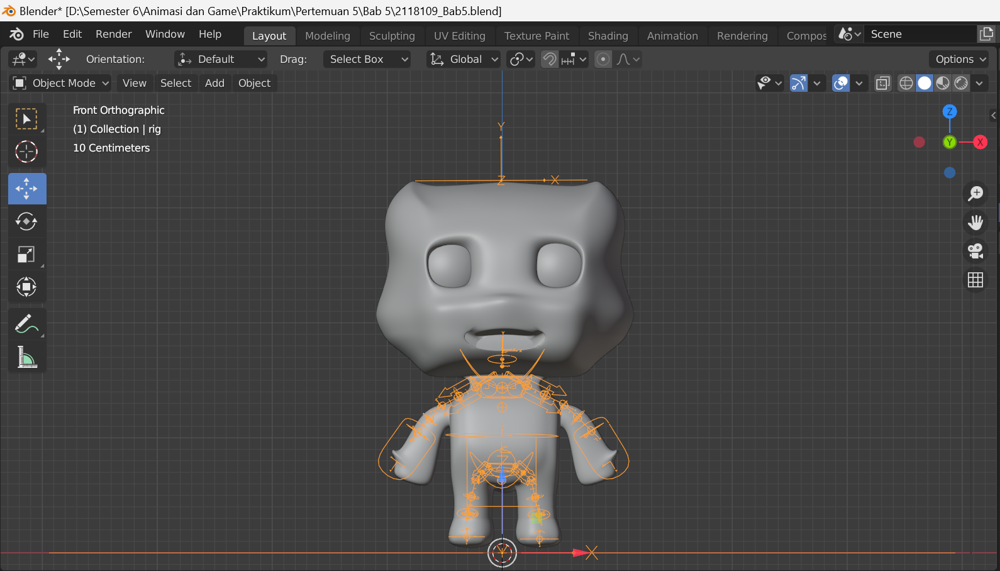 Blender* [D:\Semester 6\Animasi dan Game\Praktikum\Pertemuan 5\Bab 5\2118109_Bab5.blend]
File Edit Render Window Help Layout Modeling Sculpting UV Editing Texture Paint Shading Animation Rendering Compos Scene
Orientation: Default Drag: Select Box Global Options
Object Mode View Select Add Object
Front Orthographic
(1) Collection | rig
10 Centimeters
Z
Y X
Y
Z X
Y
X